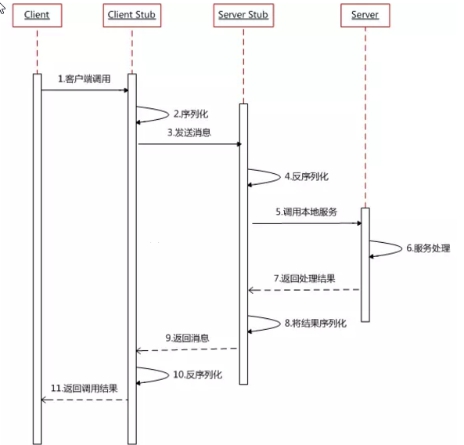 Client
Client Stub
Server Stub
Server
1.客户端调用
2.序列化
3.发送消息
4.反序列化
5.调用本地服务
6.服务处理
7.返回处理结果
8.将结果序列化
9.返回消息
10.反序列化
11.返回调用结果